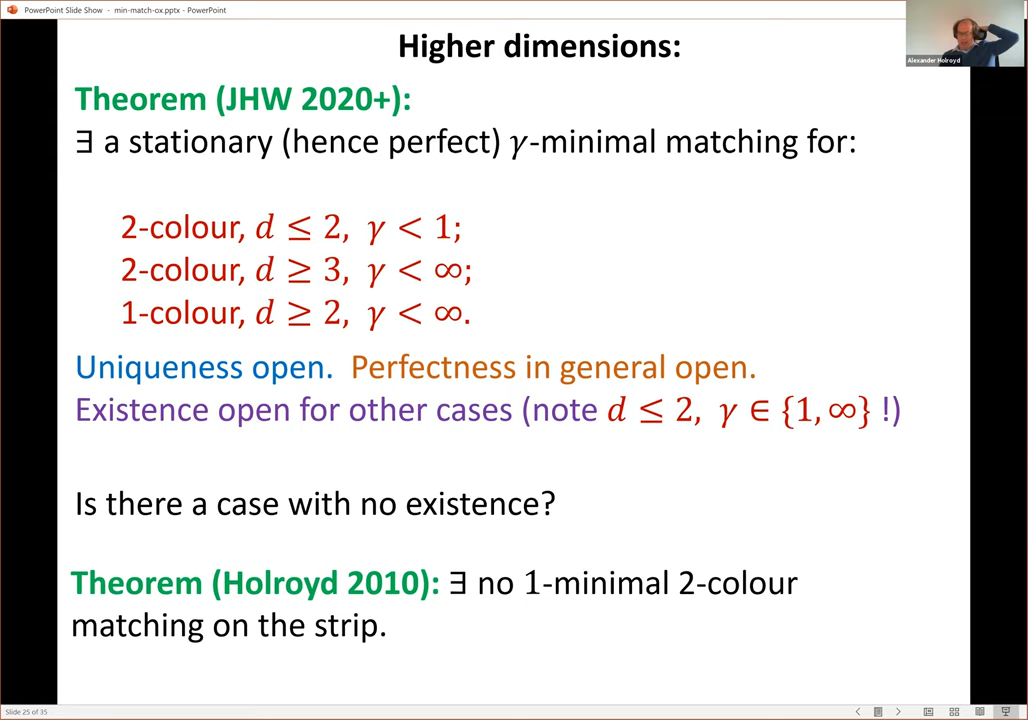 PowerPoint Slide Show - min-match-ox.pptx - PowerPoint
Alexander Holroyd
Higher dimensions:
Theorem (JHW 2020+):
∃ a stationary (hence perfect) γ-minimal matching for:
2-colour, d ≤ 2, γ < 1;
2-colour, d ≥ 3, γ < ∞;
1-colour, d ≥ 2, γ < ∞.
Uniqueness open. Perfectness in general open.
Existence open for other cases (note d ≤ 2, γ ∈ {1, ∞} !)
Is there a case with no existence?
Theorem (Holroyd 2010): ∃ no 1-minimal 2-colour
matching on the strip.
Slide 25 of 35